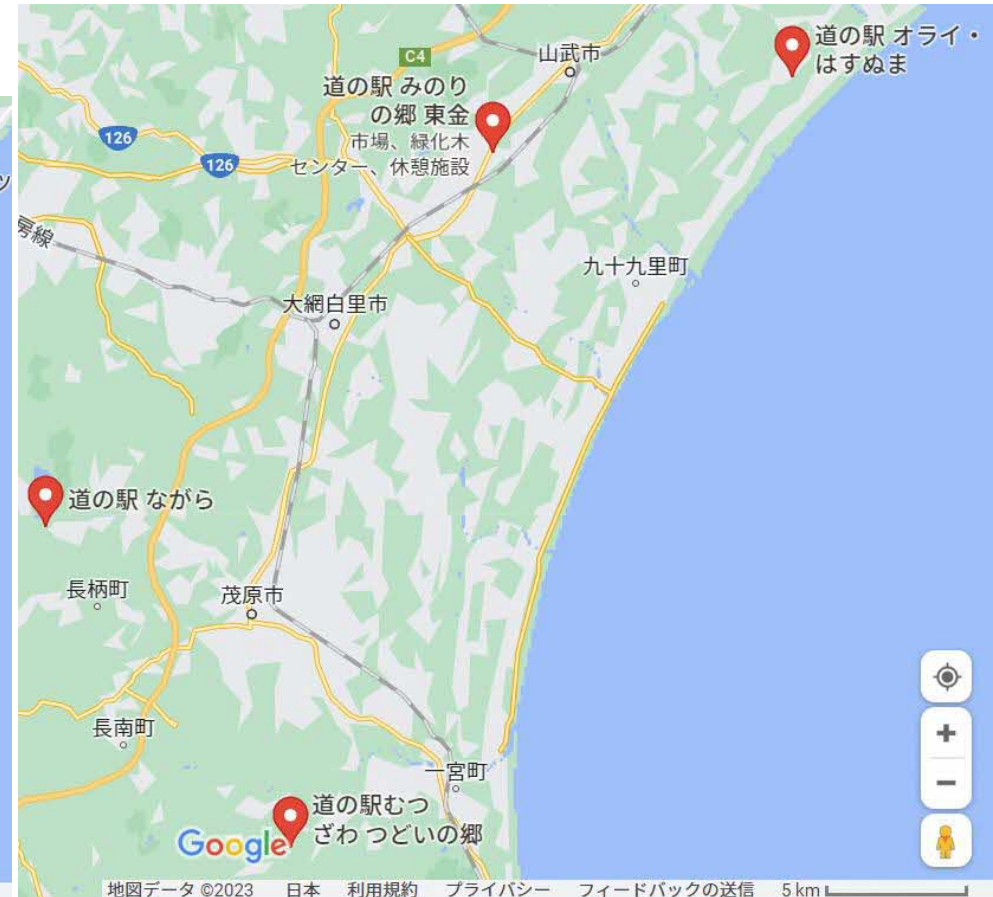 山武市
道の駅 オライ・
はすぬま
C4
道の駅 みのり
の郷 東金
市場、緑化木
センター、休憩施設
126
126
房線
九十九里町
大網白里市
道の駅 ながら
長柄町
茂原市
長南町
一宮町
道の駅むつ
ざわ つどいの郷
Google
地図データ ©2023 日本 利用規約 プライバシー フィードバックの送信 5 km